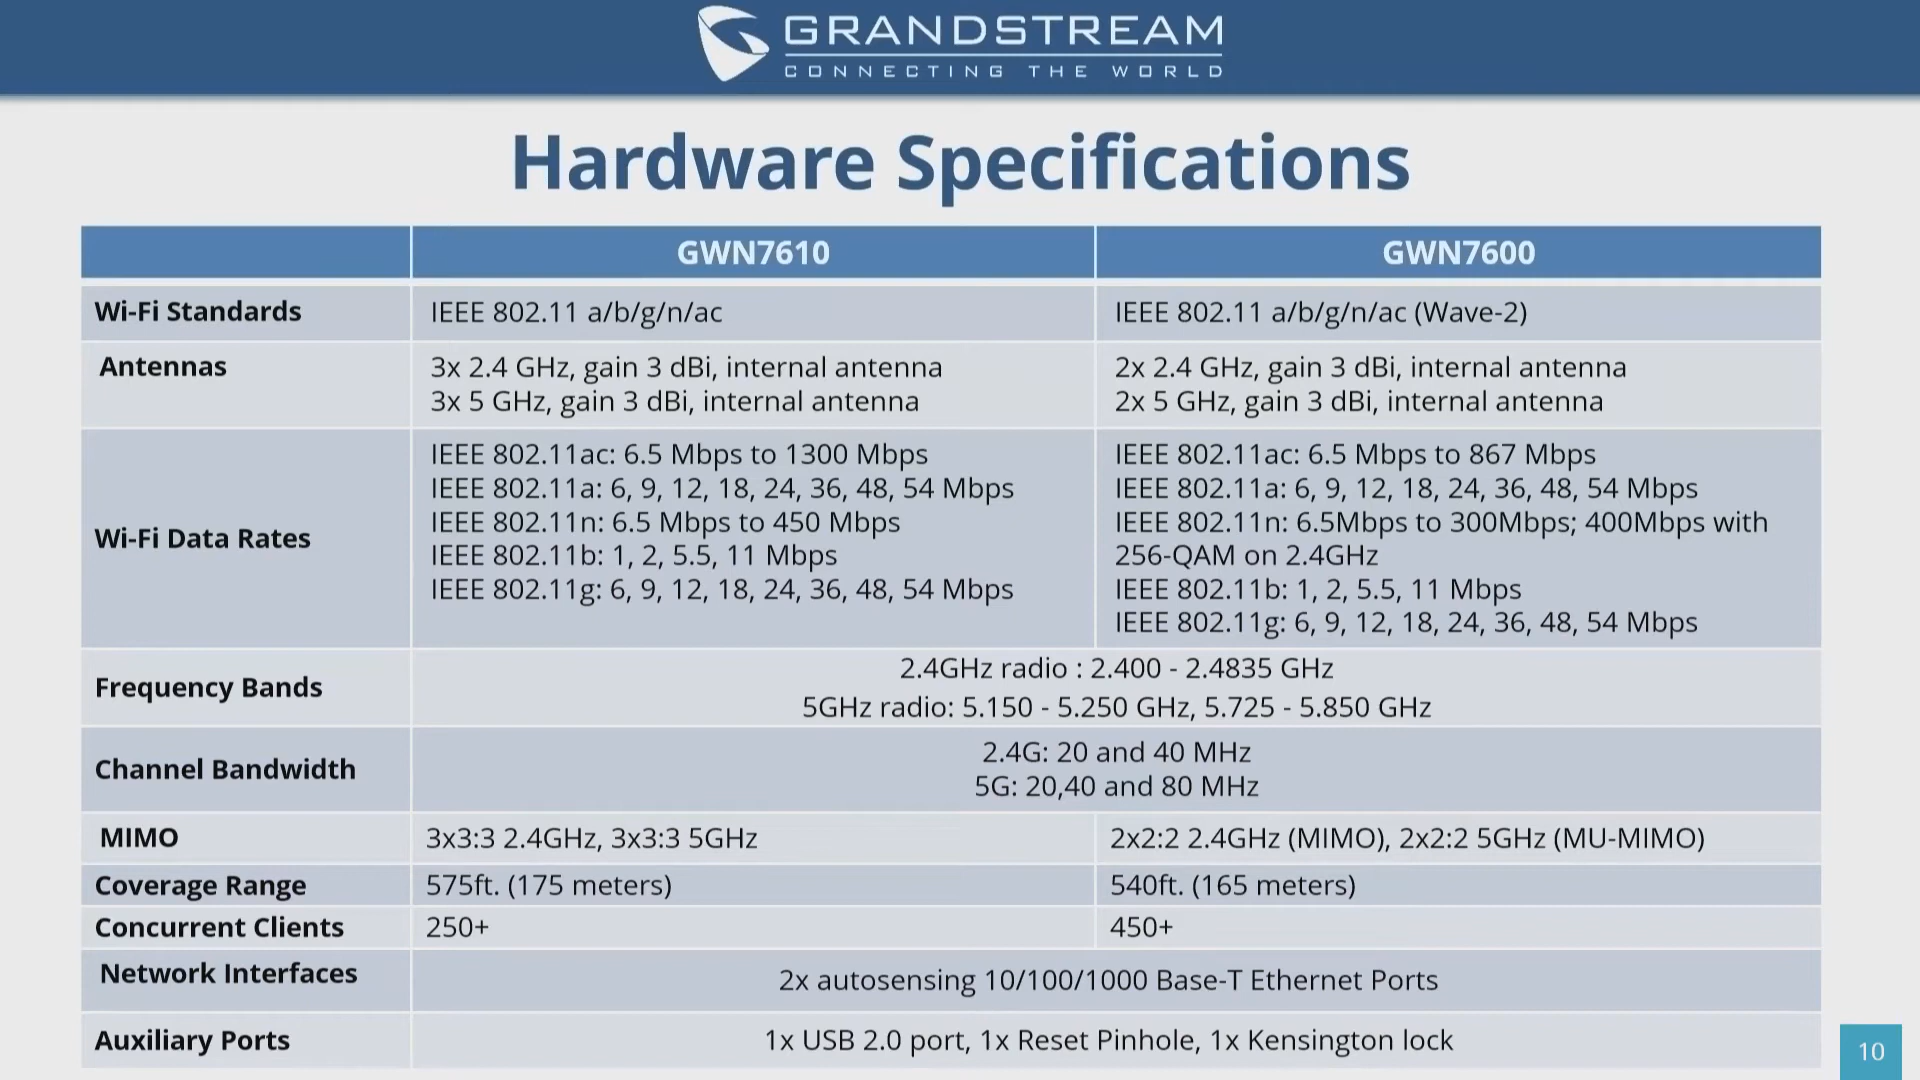 GRANDSTREAM
CONNECTING THE WORLD
Hardware Specifications
GWN7610
GWN7600
Wi-Fi Standards
IEEE 802.11 a/b/g/n/ac
IEEE 802.11 a/b/g/n/ac (Wave-2)
Antennas
3x 2.4 GHz, gain 3 dBi, internal antenna
3x 5 GHz, gain 3 dBi, internal antenna
2x 2.4 GHz, gain 3 dBi, internal antenna
2x 5 GHz, gain 3 dBi, internal antenna
Wi-Fi Data Rates
IEEE 802.11ac: 6.5 Mbps to 1300 Mbps
IEEE 802.11a: 6, 9, 12, 18, 24, 36, 48, 54 Mbps
IEEE 802.11n: 6.5 Mbps to 450 Mbps
IEEE 802.11b: 1, 2, 5.5, 11 Mbps
IEEE 802.11g: 6, 9, 12, 18, 24, 36, 48, 54 Mbps
IEEE 802.11ac: 6.5 Mbps to 867 Mbps
IEEE 802.11a: 6, 9, 12, 18, 24, 36, 48, 54 Mbps
IEEE 802.11n: 6.5Mbps to 300Mbps; 400Mbps with
256-QAM on 2.4GHz
IEEE 802.11b: 1, 2, 5.5, 11 Mbps
IEEE 802.11g: 6, 9, 12, 18, 24, 36, 48, 54 Mbps
Frequency Bands
2.4GHz radio : 2.400 - 2.4835 GHz
5GHz radio: 5.150 - 5.250 GHz, 5.725 - 5.850 GHz
Channel Bandwidth
2.4G: 20 and 40 MHz
5G: 20,40 and 80 MHz
MIMO
3x3:3 2.4GHz, 3x3:3 5GHz
2x2:2 2.4GHz (MIMO), 2x2:2 5GHz (MU-MIMO)
Coverage Range
575ft. (175 meters)
540ft. (165 meters)
Concurrent Clients
250+
450+
Network Interfaces
2x autosensing 10/100/1000 Base-T Ethernet Ports
Auxiliary Ports
1x USB 2.0 port, 1x Reset Pinhole, 1x Kensington lock
10